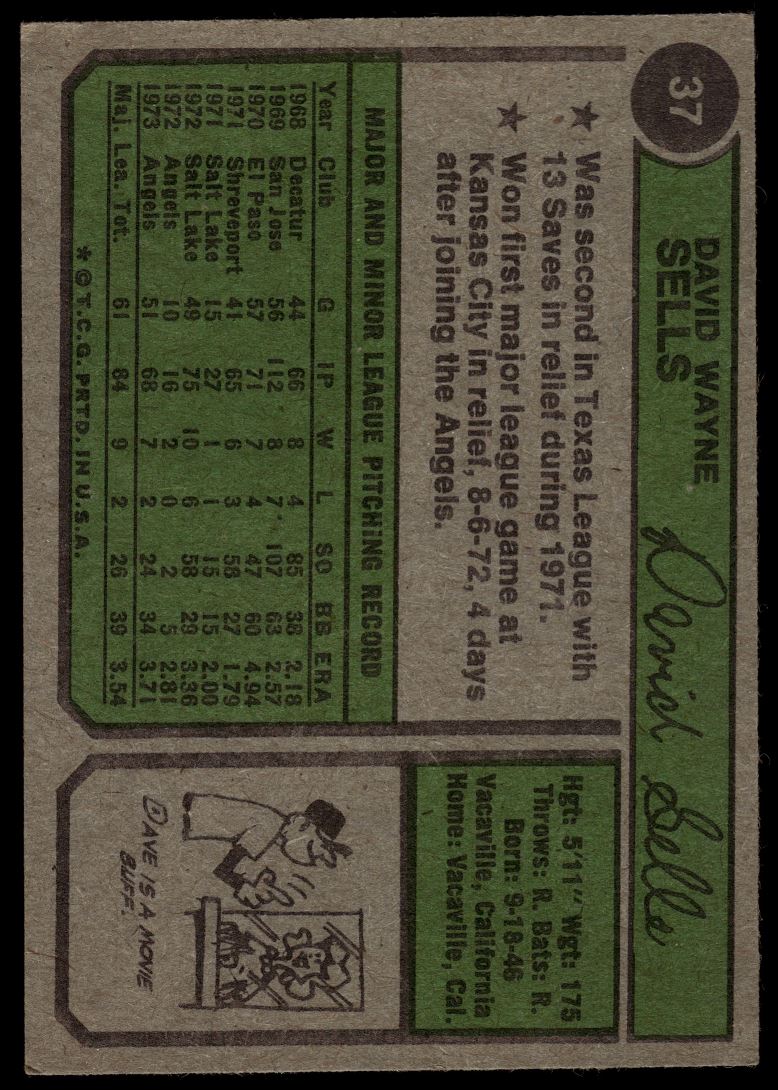 37
DAVID WAYNE
SELLS
David Sells
★ Was second in Texas League with
13 Saves in relief during 1971.
★ Won first major league game at
Kansas City in relief, 8-6-72, 4 days
after joining the Angels.
Hgt: 5'11" Wgt: 175
Throws: R. Bats: R.
Born: 9-18-46
Vacaville, California
Home: Vacaville, Cal.
MAJOR AND MINOR LEAGUE PITCHING RECORD
Year Club G IP W L SO BB ERA
1968 Decatur 44 66 8 4 85 38 2.18
1969 San Jose 56 112 8 7 107 63 2.57
1970 El Paso 57 71 7 4 47 60 4.94
1971 Shreveport 41 65 6 3 58 27 1.79
1971 Salt Lake 15 27 1 1 15 15 2.00
1972 Salt Lake 49 75 10 6 58 29 3.36
1972 Angels 10 16 2 0 2 5 2.81
1973 Angels 51 68 7 2 24 34 3.71
Maj. Lea. Tot. 61 84 9 2 26 39 3.54
* © T.C.G. PRTD. IN U.S.A.
DAVE IS A MOVIE
BUFF.